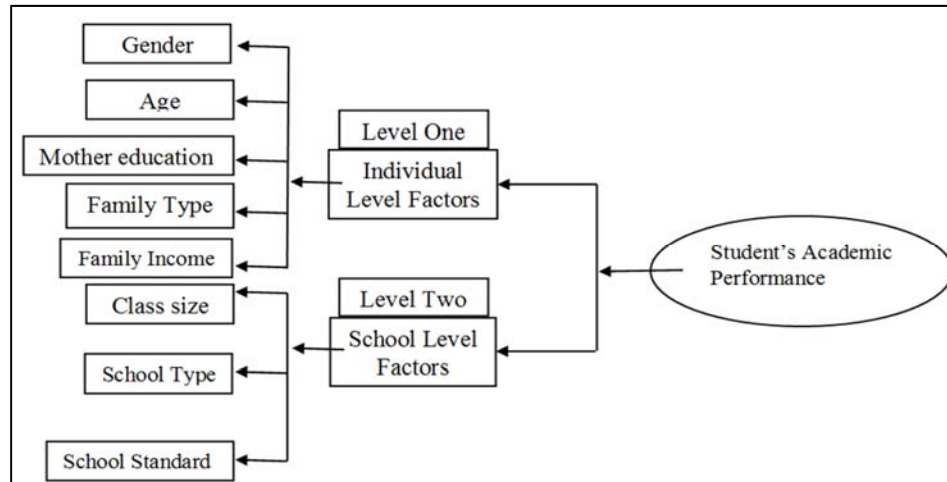 Gender
Age
Mother education
Family Type
Family Income
Class size
School Type
School Standard
Level One
Individual
Level Factors
Level Two
School Level
Factors
Student's Academic
Performance